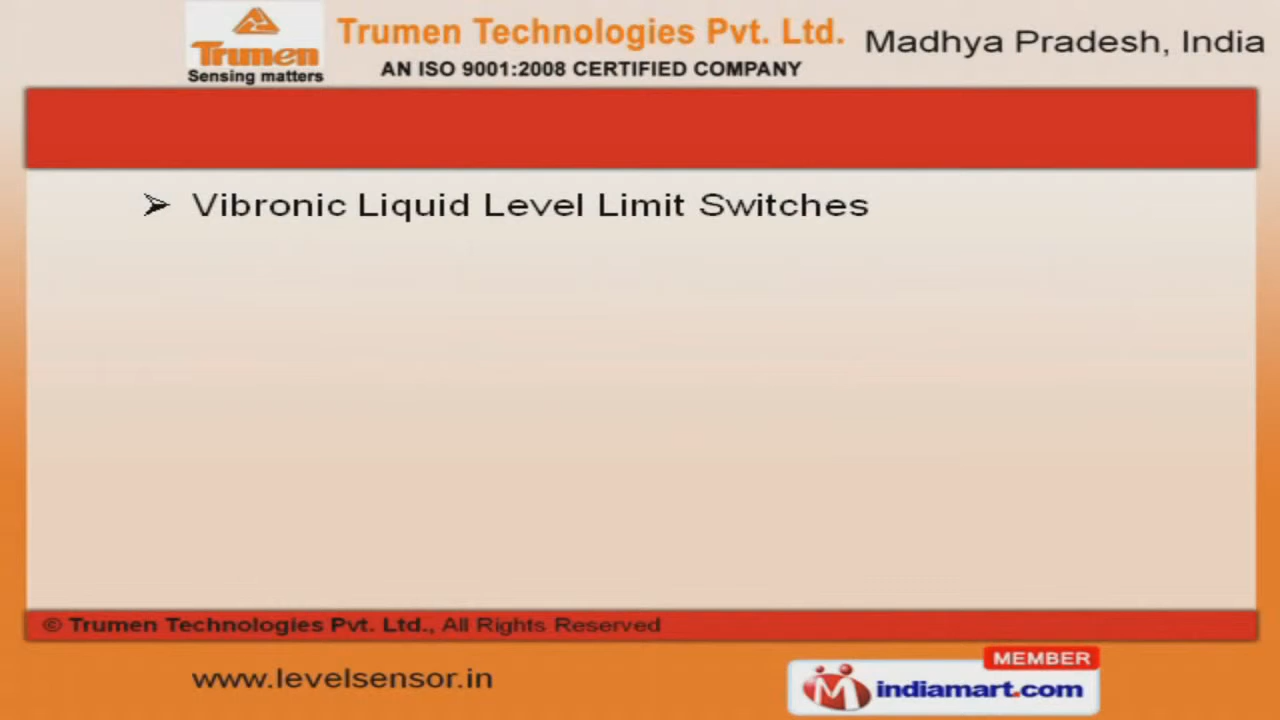 Trumen
Sensing matters
Trumen Technologies Pvt. Ltd.
AN ISO 9001:2008 CERTIFIED COMPANY
Madhya Pradesh, India
➢ Vibronic Liquid Level Limit Switches
© Trumen Technologies Pvt. Ltd., All Rights Reserved
www.levelsensor.in
MEMBER
indiamart.com